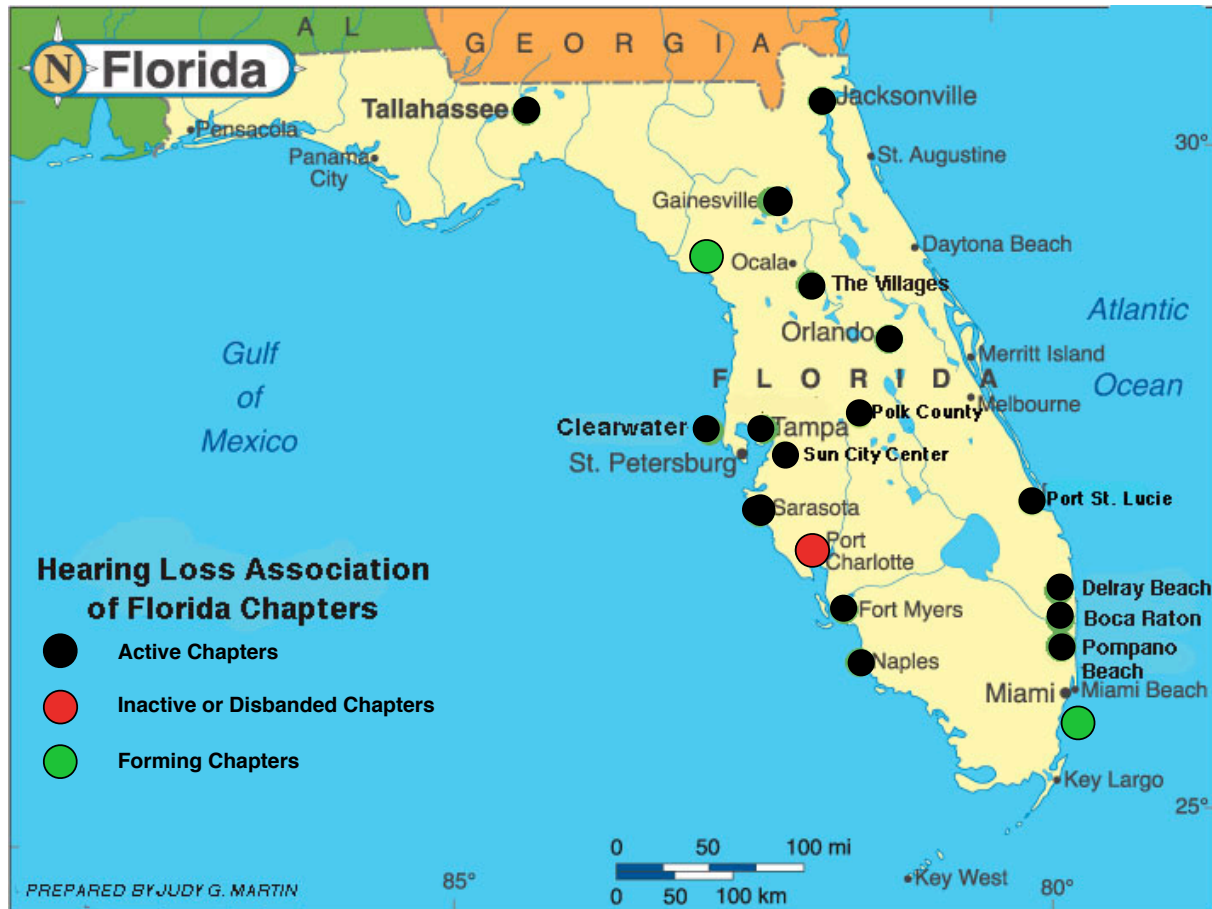 A L
G E O R G I A
N
Florida
Tallahassee
Jacksonville
Pensacola
30°
Panama
City
St. Augustine
Gainesville
Daytona Beach
Ocala
The Villages
Atlantic
Ocean
Orlando
Gulf
of
Mexico
Merritt Island
F L O R I D A
Melbourne
Polk County
Clearwater
Tampa
St. Petersburg
Sun City Center
Port St. Lucie
Sarasota
Port
Charlotte
Hearing Loss Association
of Florida Chapters
Delray Beach
Fort Myers
Boca Raton
Active Chapters
Pompano
Beach
Naples
Miami
Miami Beach
Inactive or Disbanded Chapters
Forming Chapters
Key Largo
25°
0 50 100 mi
0 50 100 km
Key West
85°
80°
PREPARED BY JUDY G. MARTIN